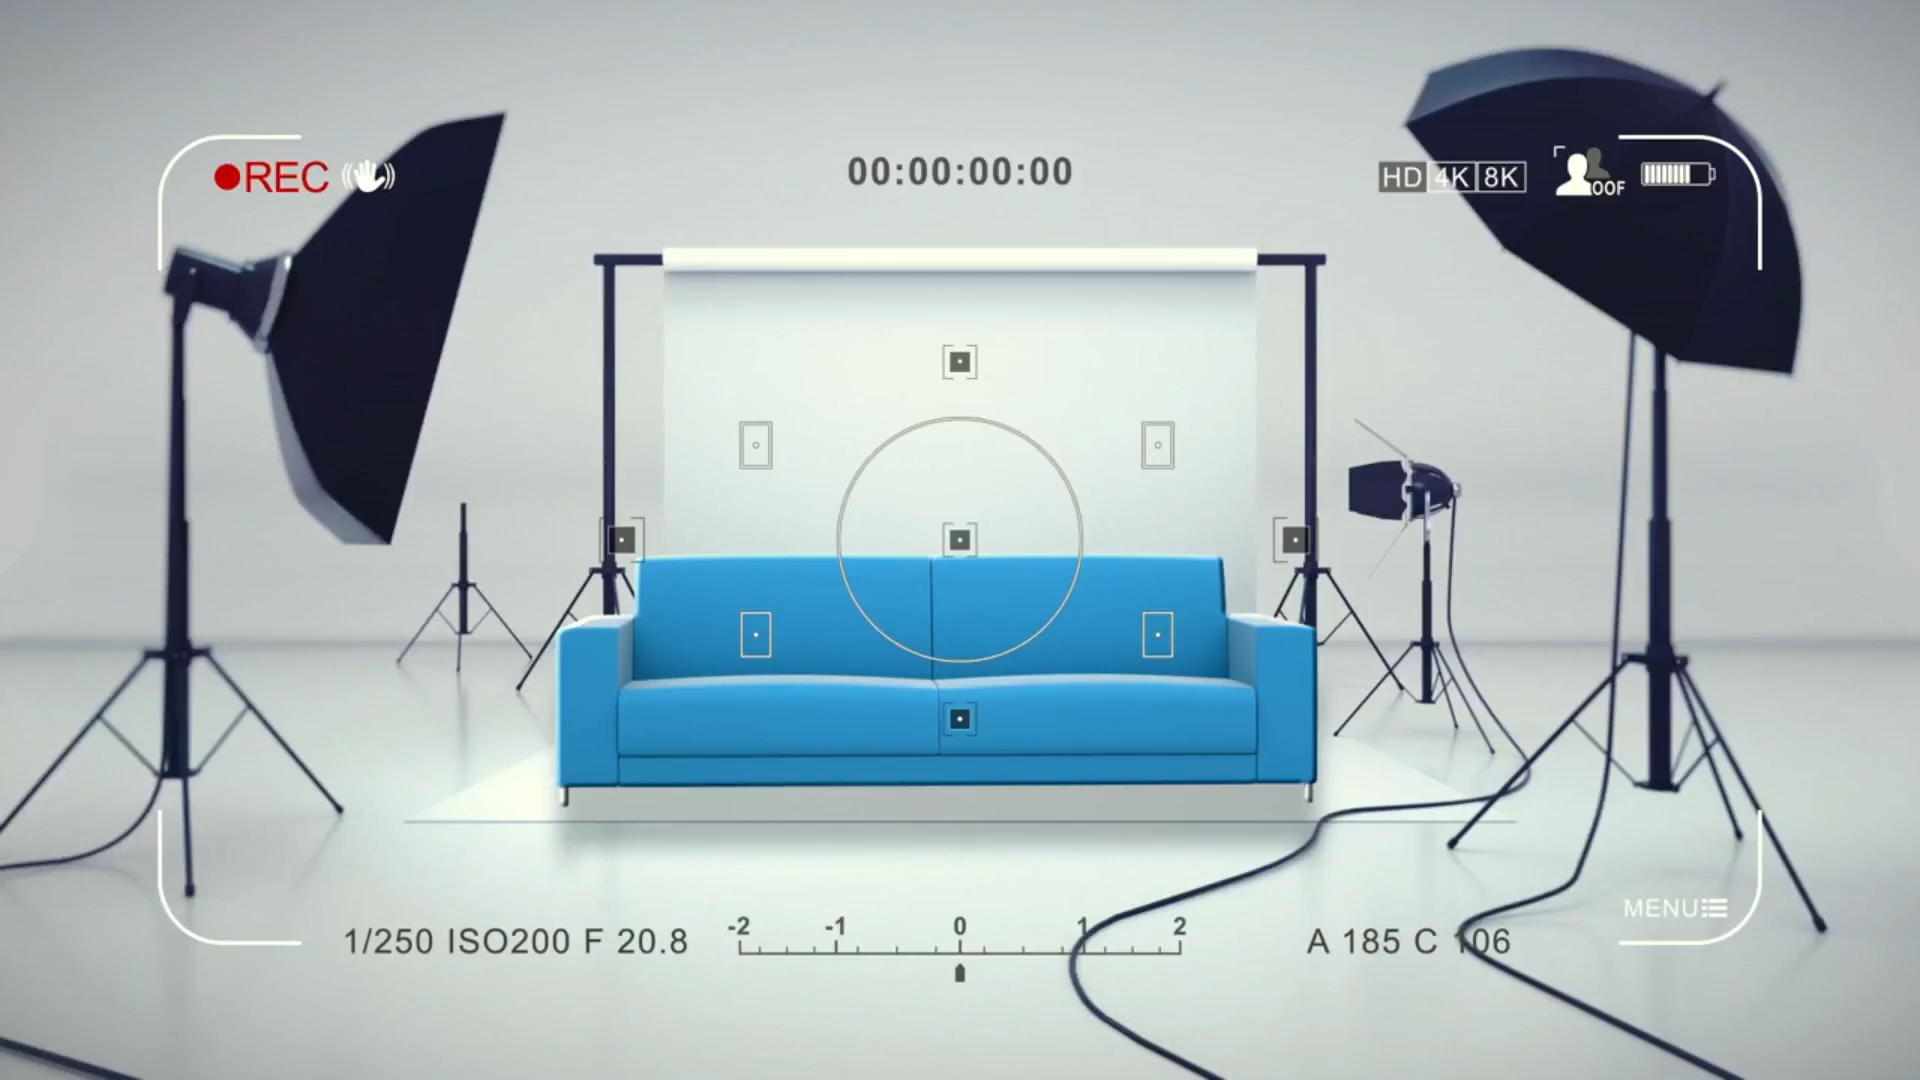 REC
00:00:00:00
HD 4K 8K
OOF
1/250 ISO200 F 20.8
-2 -1 0 1 2
A 185 C 106
MENU